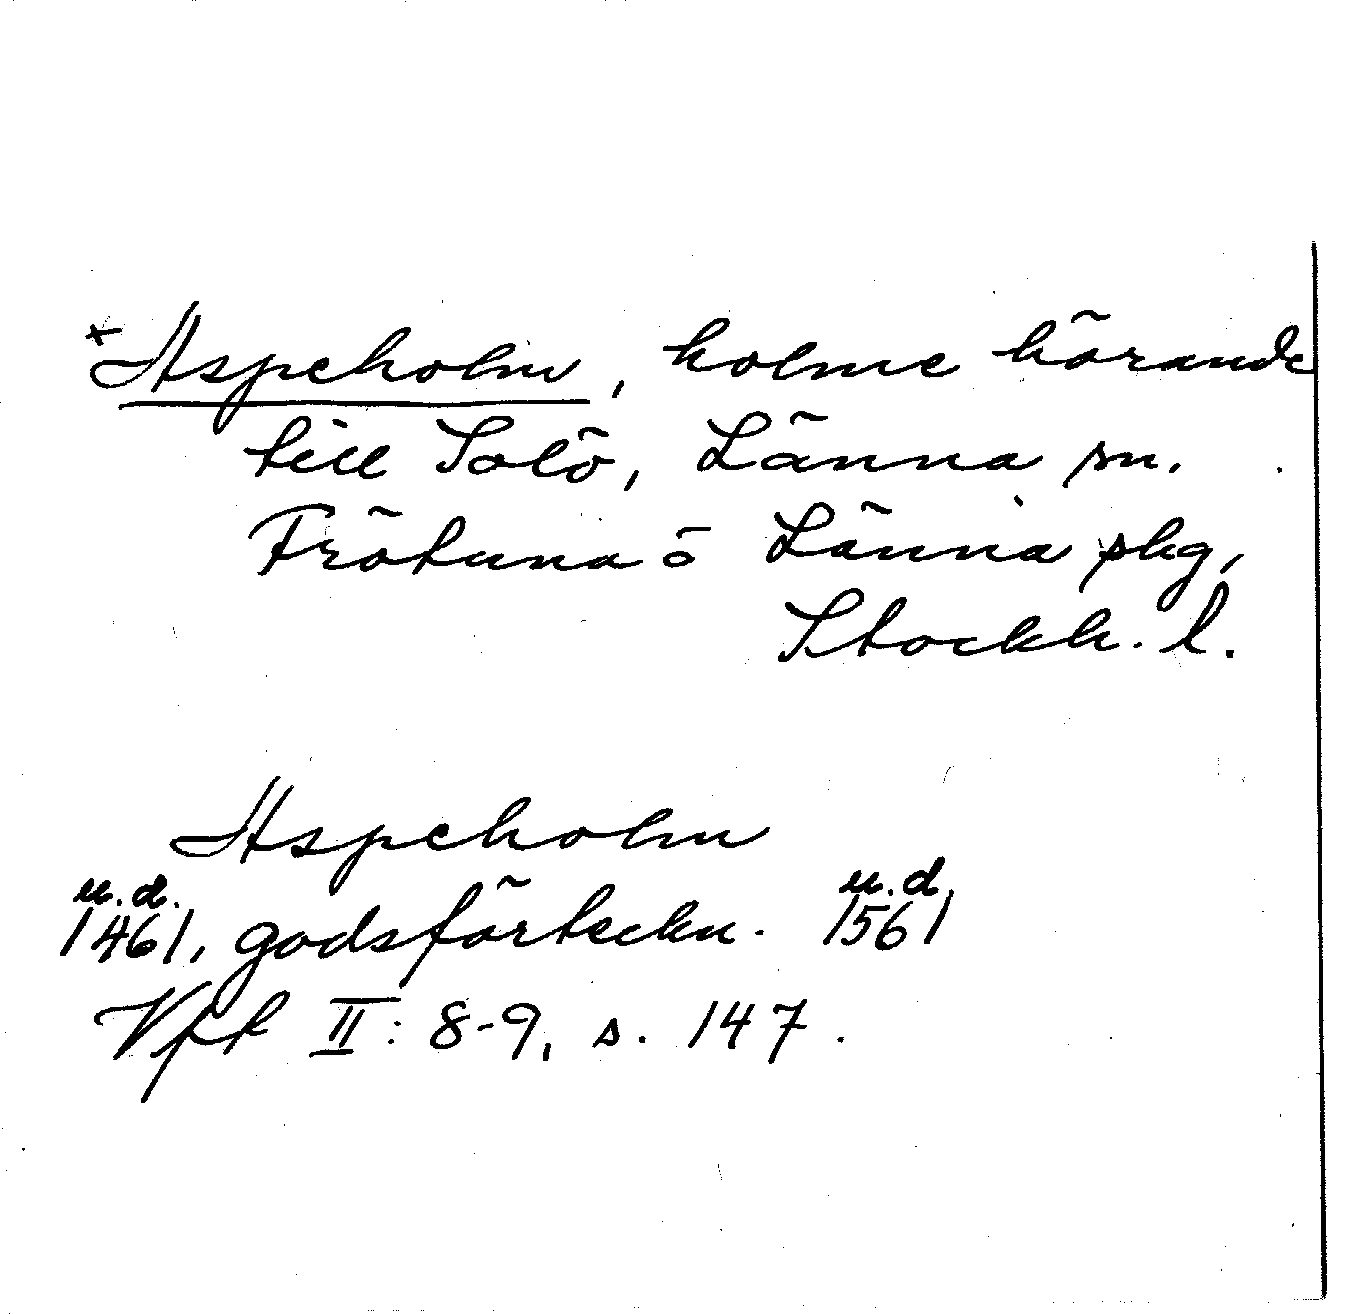 +Aspeholm, holme hörande
till Solö, Länna sn.
Frötuna o Länna skg,
Stockh. l.
Aspeholm
u.d. u.d.
1461, godsförteckn. 1561
Vfl II: 8-9, s. 147.